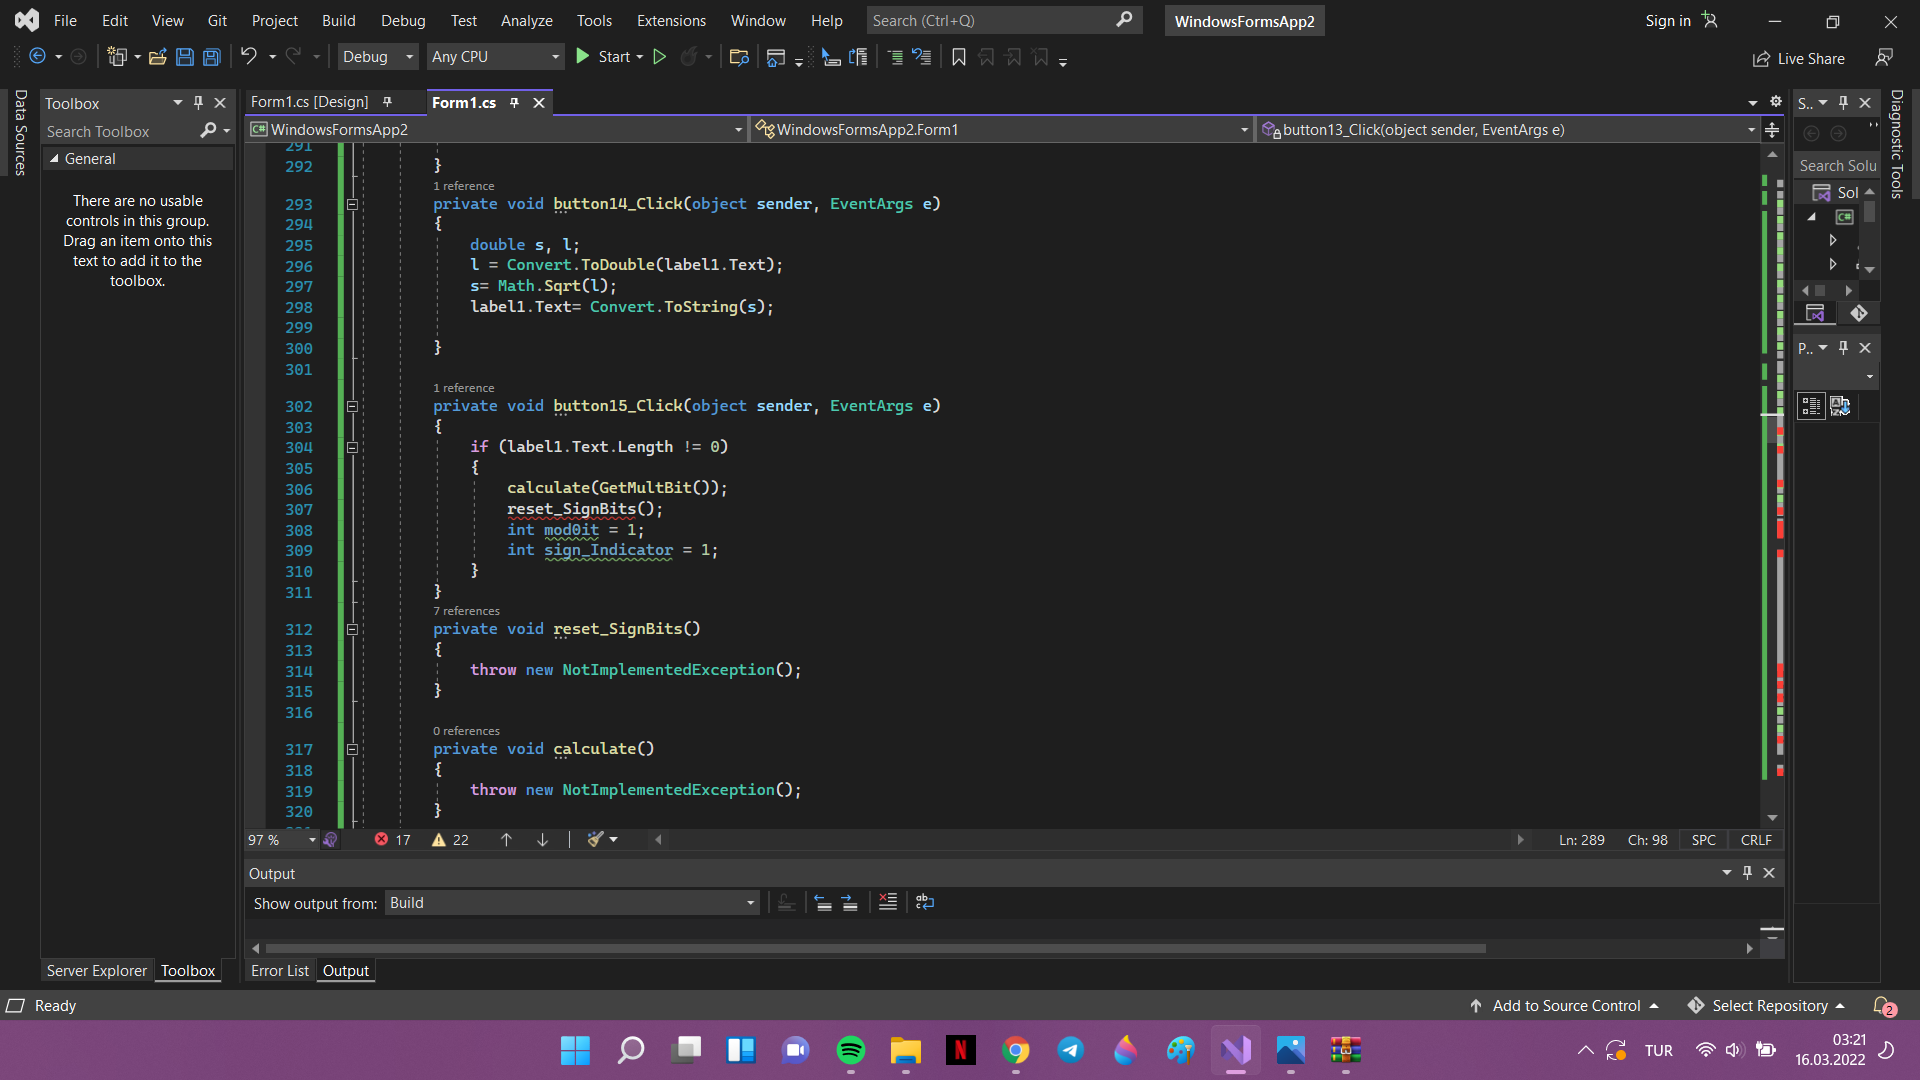 File Edit View Git Project Build Debug Test Analyze Tools Extensions Window Help Search (Ctrl+Q) WindowsFormsApp2 Sign in
Debug Any CPU Start Live Share
Data Sources
Toolbox
Search Toolbox
General
There are no usable
controls in this group.
Drag an item onto this
text to add it to the
toolbox.
Form1.cs [Design] Form1.cs
C# WindowsFormsApp2 WindowsFormsApp2.Form1 button13_Click(object sender, EventArgs e)
291
292 }
1 reference
293 private void button14_Click(object sender, EventArgs e)
294 {
295 double s, l;
296 l = Convert.ToDouble(label1.Text);
297 s= Math.Sqrt(l);
298 label1.Text= Convert.ToString(s);
299
300 }
301
1 reference
302 private void button15_Click(object sender, EventArgs e)
303 {
304 if (label1.Text.Length != 0)
305 {
306 calculate(GetMultBit());
307 reset_SignBits();
308 int mod0it = 1;
309 int sign_Indicator = 1;
310 }
311 }
7 references
312 private void reset_SignBits()
313 {
314 throw new NotImplementedException();
315 }
316
0 references
317 private void calculate()
318 {
319 throw new NotImplementedException();
320 }
97 % 17 22 Ln: 289 Ch: 98 SPC CRLF
Output
Show output from: Build
Server Explorer Toolbox Error List Output
S..
Search Solu
Sol
C#
P..
Diagnostic Tools
Ready Add to Source Control Select Repository 2
N TUR 03:21
16.03.2022